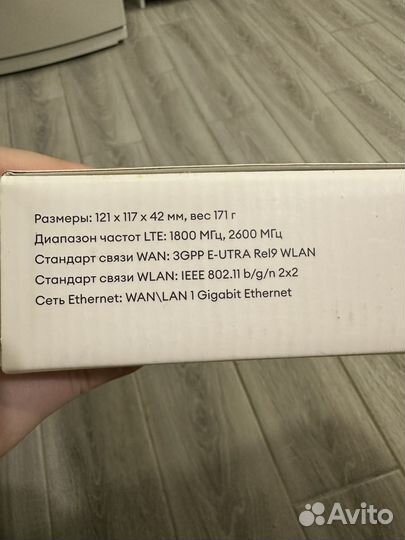 Размеры: 121 x 117 x 42 мм, вес 171 г
Диапазон частот LTE: 1800 МГц, 2600 МГц
Стандарт связи WAN: 3GPP E-UTRA Rel9 WLAN
Стандарт связи WLAN: IEEE 802.11 b/g/n 2x2
Сеть Ethernet: WAN\LAN 1 Gigabit Ethernet
Avito